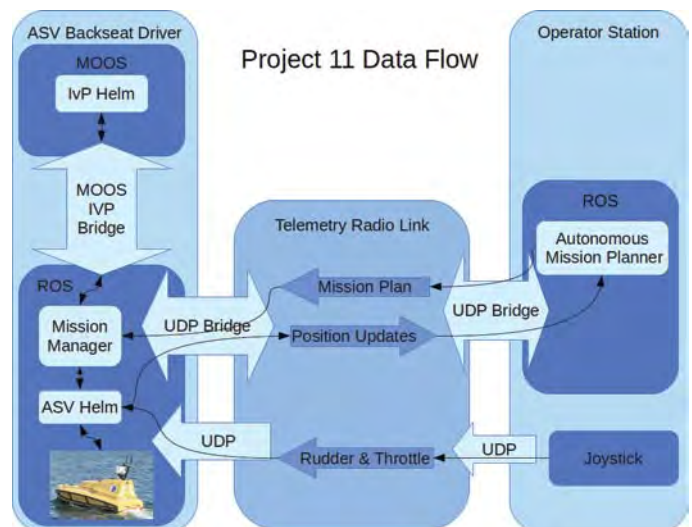 ASV Backseat Driver
Operator Station
Project 11 Data Flow
MOOS
IvP Helm
MOOS
IVP
Bridge
Telemetry Radio Link
ROS
Autonomous
Mission Planner
ROS
Mission
Manager
UDP Bridge
Mission Plan
Position Updates
UDP Bridge
ASV Helm
UDP
Rudder & Throttle
UDP
Joystick